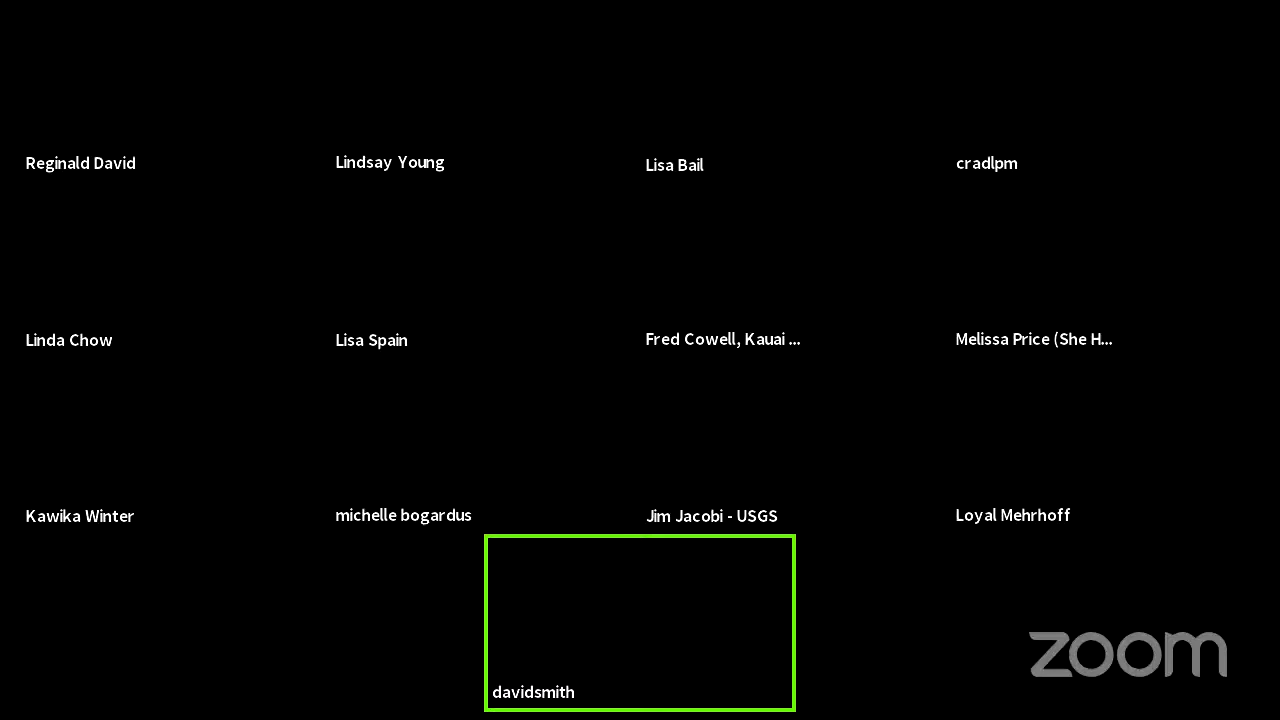 Reginald David
Lindsay Young
Lisa Bail
cradlpm
Linda Chow
Lisa Spain
Fred Cowell, Kauai ...
Melissa Price (She H...
Kawika Winter
michelle bogardus
Jim Jacobi - USGS
Loyal Mehrhoff
davidsmith
zoom